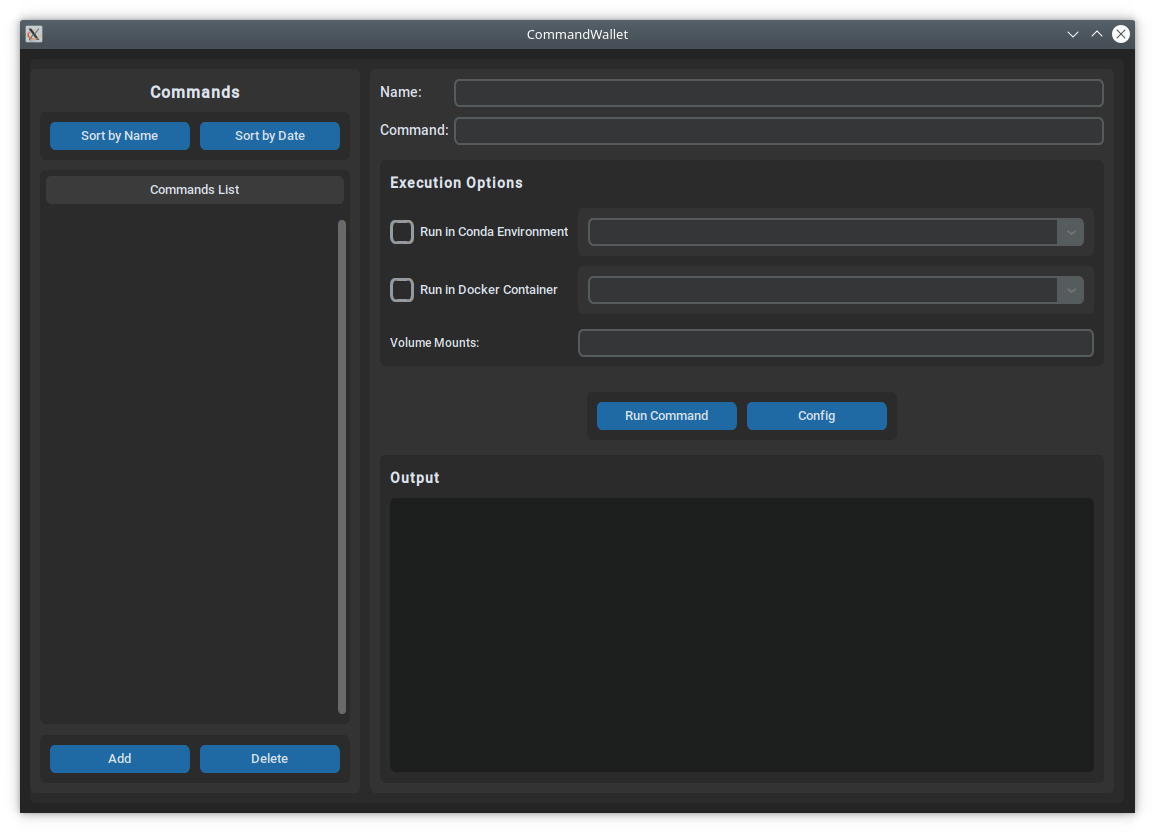 CommandWallet
Commands
Sort by Name
Sort by Date
Commands List
Add
Delete
Name:
Command:
Execution Options
Run in Conda Environment
Run in Docker Container
Volume Mounts:
Run Command
Config
Output